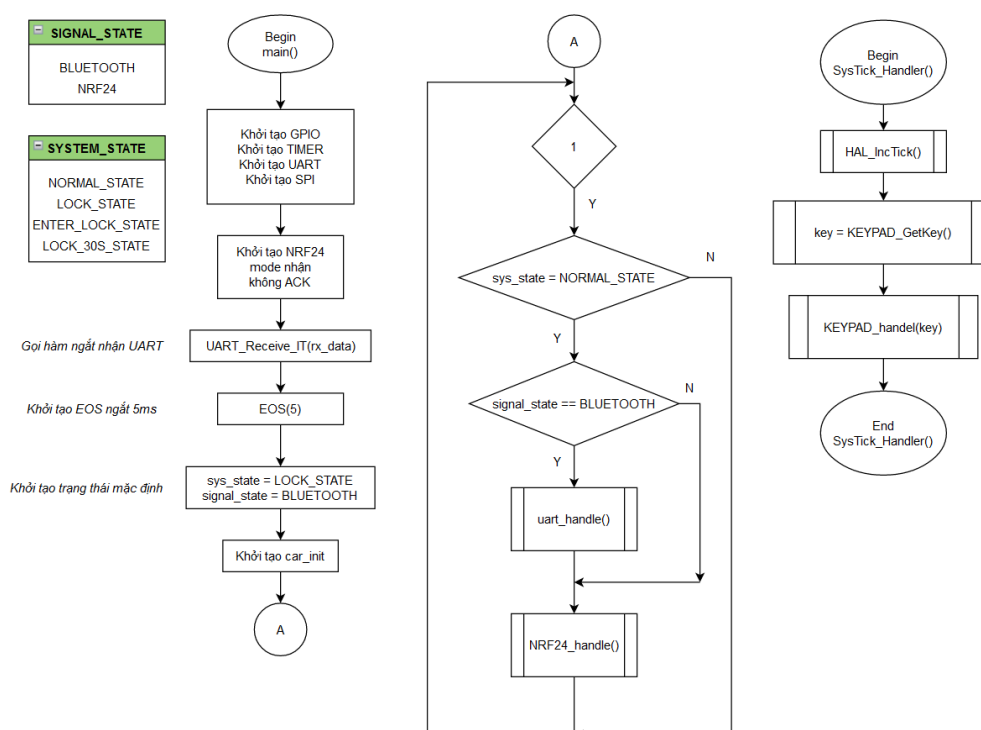 SIGNAL_STATE
BLUETOOTH
NRF24
SYSTEM_STATE
NORMAL_STATE
LOCK_STATE
ENTER_LOCK_STATE
LOCK_30S_STATE
Begin
main()
Khởi tạo GPIO
Khởi tạo TIMER
Khởi tạo UART
Khởi tạo SPI
Khởi tạo NRF24
mode nhận
không ACK
Gọi hàm ngắt nhận UART
UART_Receive_IT(rx_data)
Khởi tạo EOS ngắt 5ms
EOS(5)
Khởi tạo trạng thái mặc định
sys_state = LOCK_STATE
signal_state = BLUETOOTH
Khởi tạo car_init
A
A
1
Y
sys_state = NORMAL_STATE
N
Y
signal_state == BLUETOOTH
N
Y
uart_handle()
NRF24_handle()
Begin
SysTick_Handler()
HAL_IncTick()
key = KEYPAD_GetKey()
KEYPAD_handel(key)
End
SysTick_Handler()